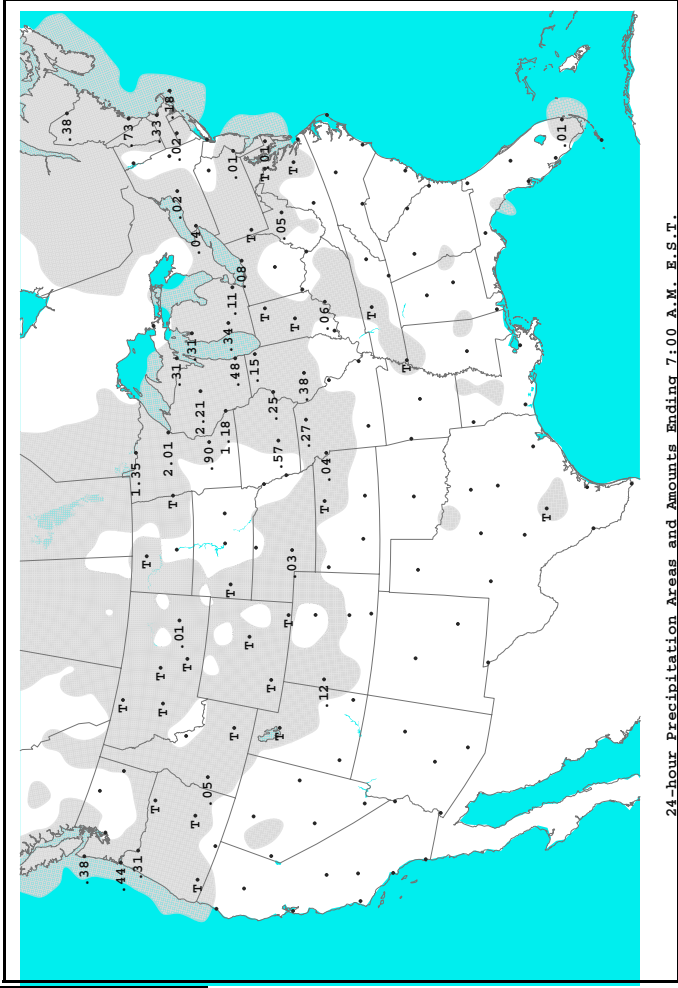 .38
.38
.44
T
.73
1.35
.31
T
T
.33
T
T
.18
2.01
T
.02
.02
.31
.01
T
.31
.04
T
T
2.21
.05
.90
1.18
.34
T
.11
.01
T
.48
.08
T
T
.15
.01
T
T
T
.25
.57
T
.05
T
.03
T
T
.38
.27
.12
T
.04
.06
T
T
T
.01
24-hour Precipitation Areas and Amounts Ending 7:00 A.M. E.S.T.